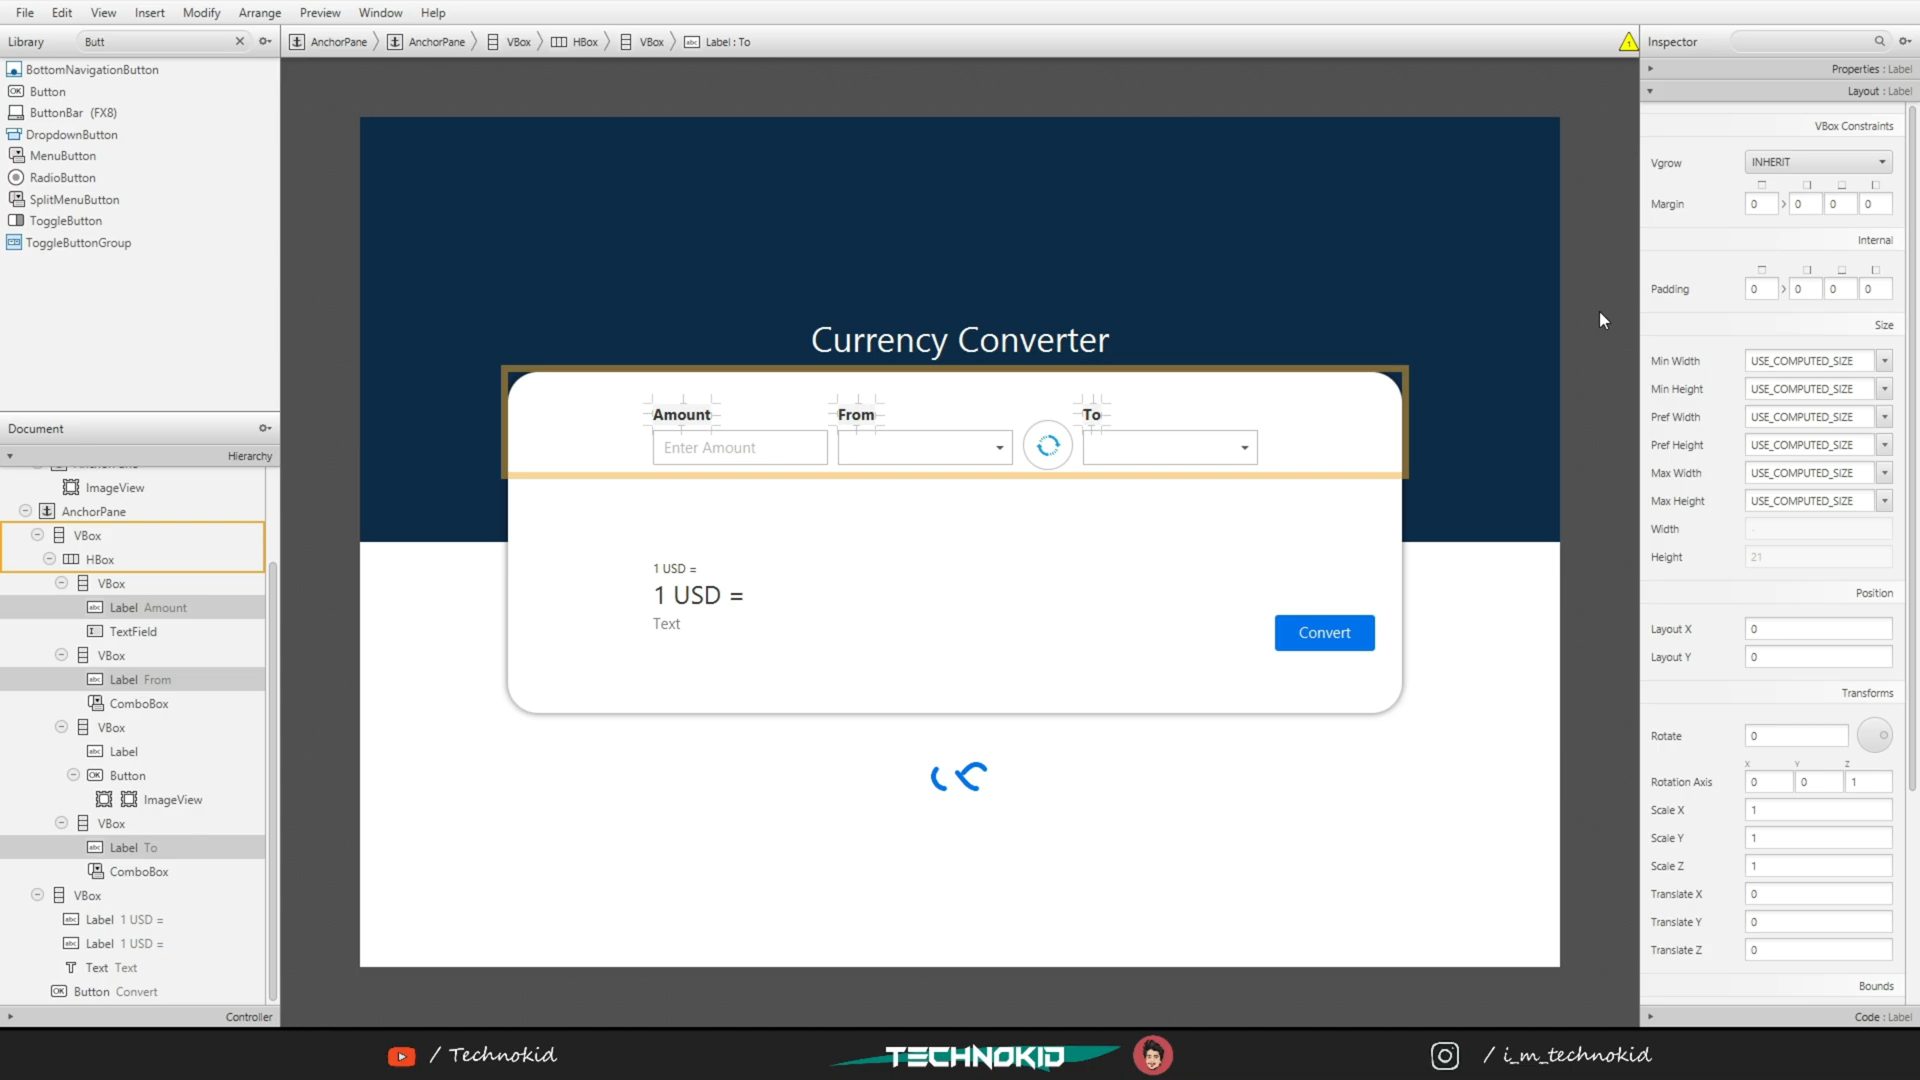 File Edit View Insert Modify Arrange Preview Window Help
Library Butt
AnchorPane AnchorPane VBox HBox VBox Label : To
Inspector
BottomNavigationButton
Button
ButtonBar (FX8)
DropdownButton
MenuButton
RadioButton
SplitMenuButton
ToggleButton
ToggleButtonGroup
Document
Hierarchy
ImageView
AnchorPane
VBox
HBox
VBox
Label Amount
TextField
VBox
Label From
ComboBox
VBox
Label
Button
ImageView
VBox
Label To
ComboBox
VBox
Label 1 USD =
Label 1 USD =
Text Text
Button Convert
Controller
Currency Converter
Amount From To
Enter Amount
1 USD =
1 USD =
Text
Convert
Properties : Label
Layout : Label
VBox Constraints
Vgrow INHERIT
Margin 0 0 0 0
Internal
Padding 0 0 0 0
Size
Min Width USE_COMPUTED_SIZE
Min Height USE_COMPUTED_SIZE
Pref Width USE_COMPUTED_SIZE
Pref Height USE_COMPUTED_SIZE
Max Width USE_COMPUTED_SIZE
Max Height USE_COMPUTED_SIZE
Width -
Height 21
Position
Layout X 0
Layout Y 0
Transforms
Rotate 0
X Y Z
Rotation Axis 0 0 1
Scale X 1
Scale Y 1
Scale Z 1
Translate X 0
Translate Y 0
Translate Z 0
Bounds
Code : Label
/ Technokid
TECHNOKID
/ i_m_technokid